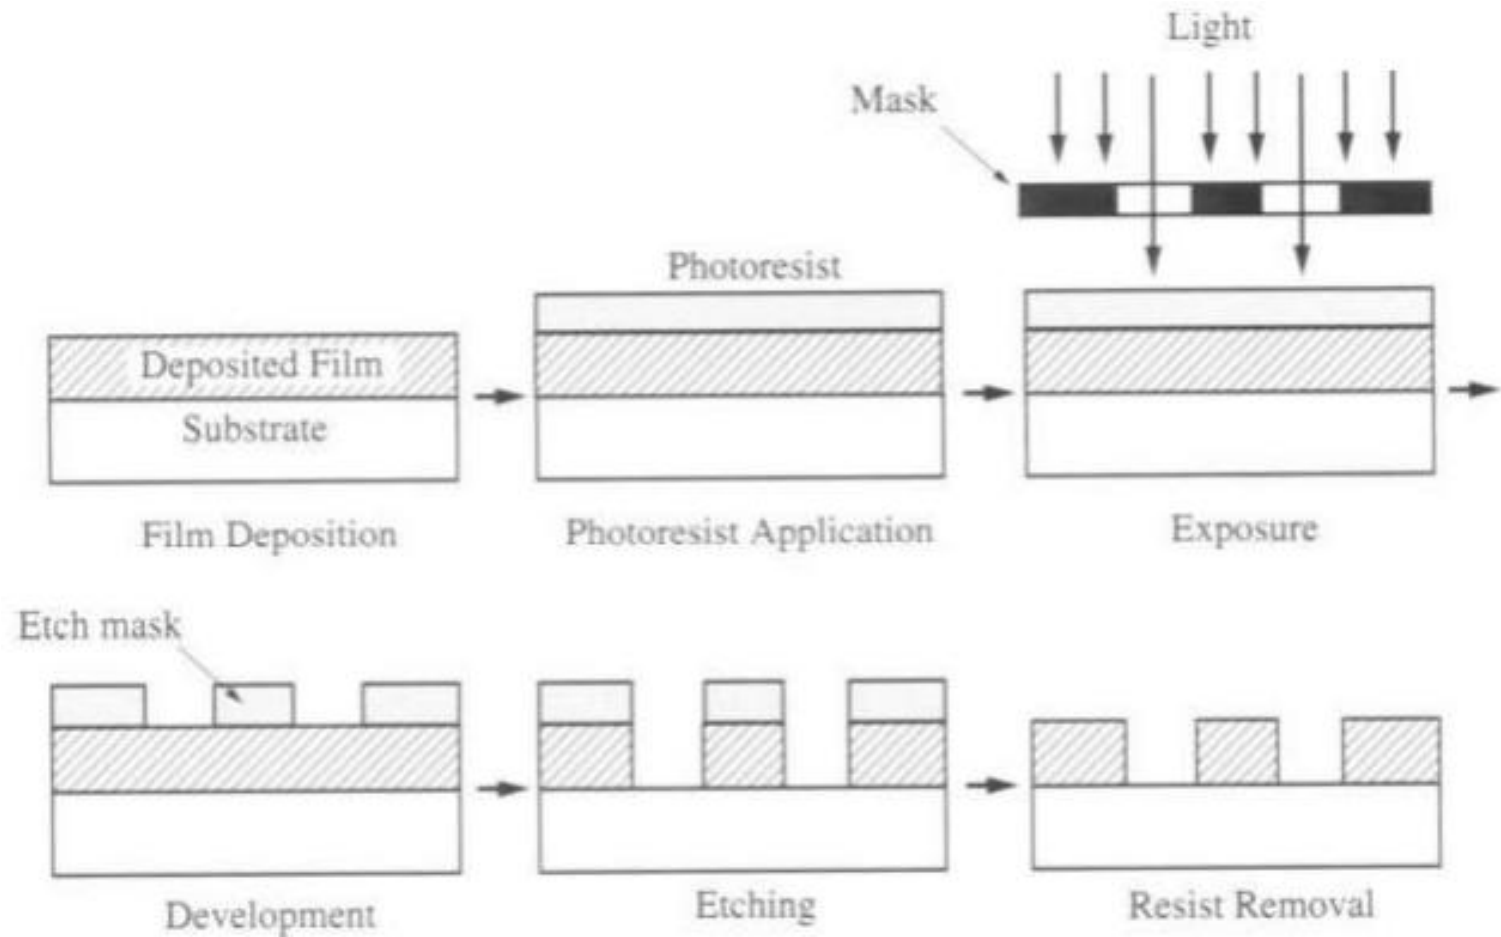 Light
Mask
Photoresist
Deposited Film
Substrate
Film Deposition
Photoresist Application
Exposure
Etch mask
Development
Etching
Resist Removal